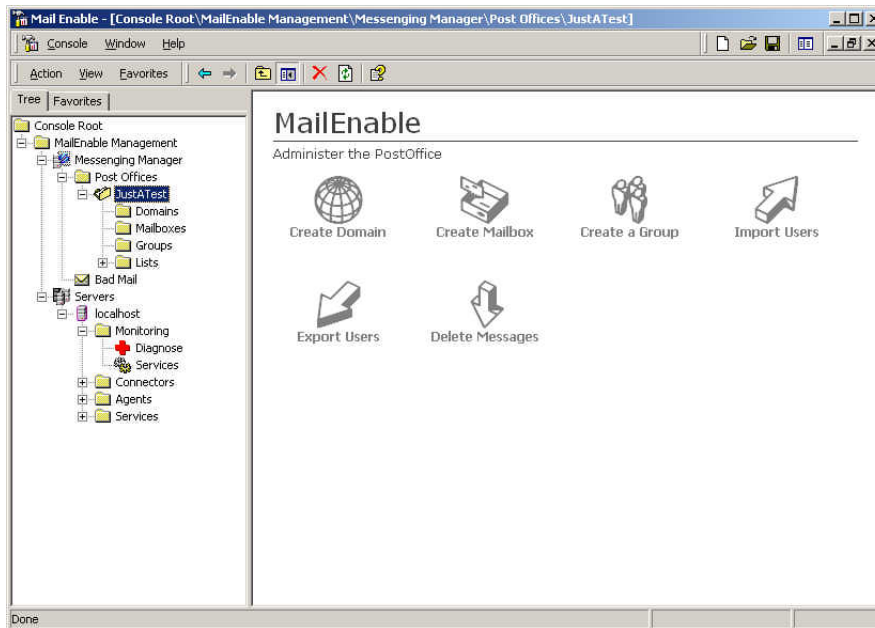 Mail Enable - [Console Root\MailEnable Management\Messenging Manager\Post Offices\JustATest]
Console Window Help
Action View Favorites
Tree Favorites
Console Root
MailEnable Management
Messenging Manager
Post Offices
JustATest
Domains
Mailboxes
Groups
Lists
Bad Mail
Servers
localhost
Monitoring
Diagnose
Services
Connectors
Agents
Services
MailEnable
Administer the PostOffice
Create Domain Create Mailbox Create a Group Import Users
Export Users Delete Messages
Done